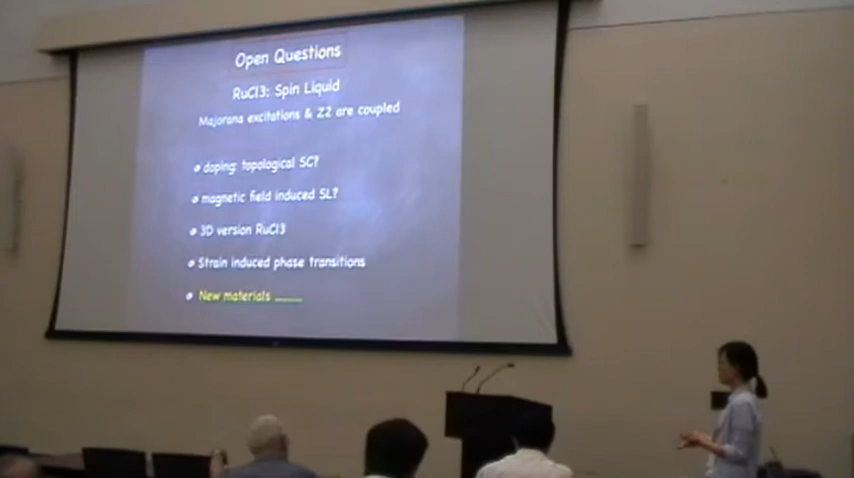 Open Questions
RuCl3: Spin Liquid
Majorana excitations & Z2 are coupled
doping: topological SC?
magnetic field induced SL?
3D version RuCl3
Strain induced phase transitions
New materials ____